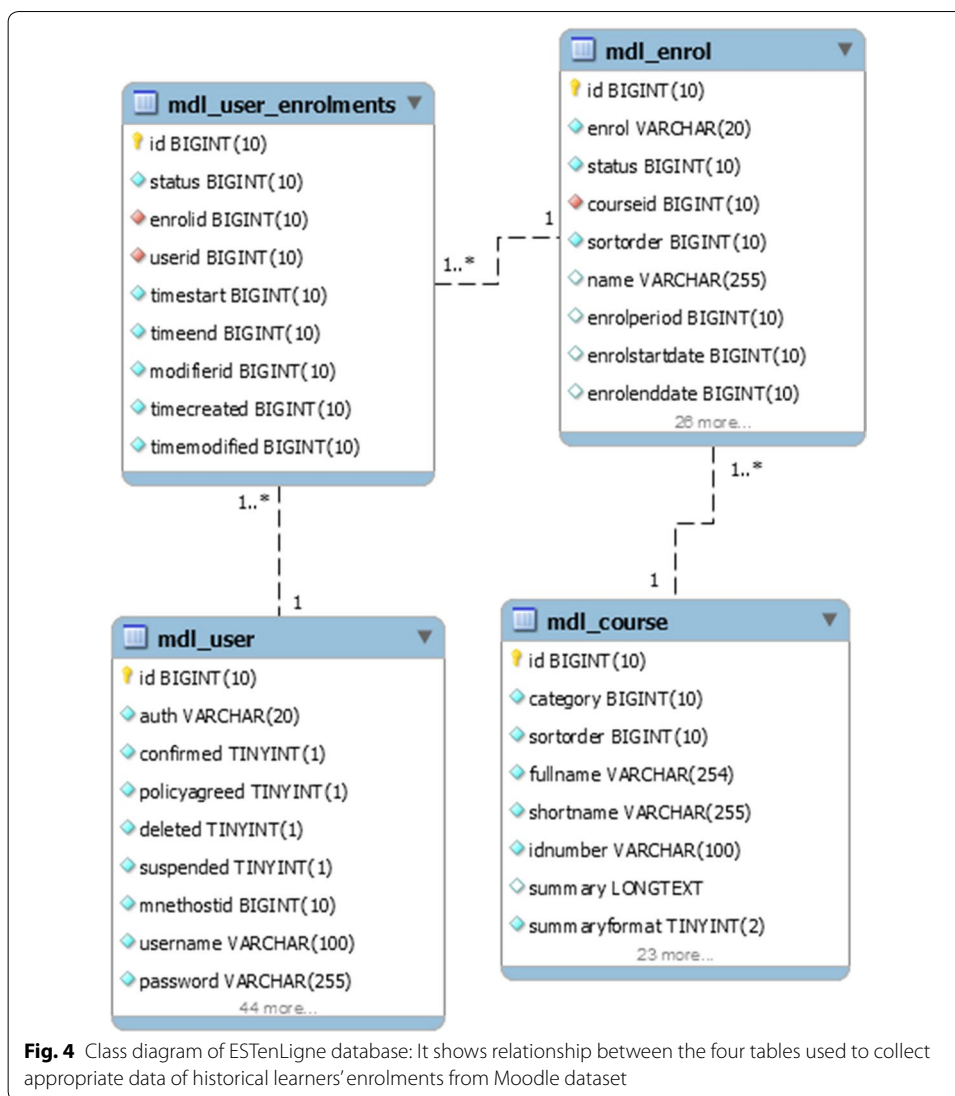 mdl_user_enrolments
id BIGINT(10)
status BIGINT(10)
enrolid BIGINT(10)
userid BIGINT(10)
timestart BIGINT(10)
timeend BIGINT(10)
modifierid BIGINT(10)
timecreated BIGINT(10)
timemodified BIGINT(10)
mdl_enrol
id BIGINT(10)
enrol VARCHAR(20)
status BIGINT(10)
courseid BIGINT(10)
sortorder BIGINT(10)
name VARCHAR(255)
enrolperiod BIGINT(10)
enrolstartdate BIGINT(10)
enrolenddate BIGINT(10)
26 more...
1
1..*
1..*
1
1..*
1
mdl_user
id BIGINT(10)
auth VARCHAR(20)
confirmed TINYINT(1)
policyagreed TINYINT(1)
deleted TINYINT(1)
suspended TINYINT(1)
mnethostid BIGINT(10)
username VARCHAR(100)
password VARCHAR(255)
44 more...
mdl_course
id BIGINT(10)
category BIGINT(10)
sortorder BIGINT(10)
fullname VARCHAR(254)
shortname VARCHAR(255)
idnumber VARCHAR(100)
summary LONGTEXT
summaryformat TINYINT(2)
23 more...
Fig. 4 Class diagram of ESTenLigne database: It shows relationship between the four tables used to collect
appropriate data of historical learners' enrolments from Moodle dataset